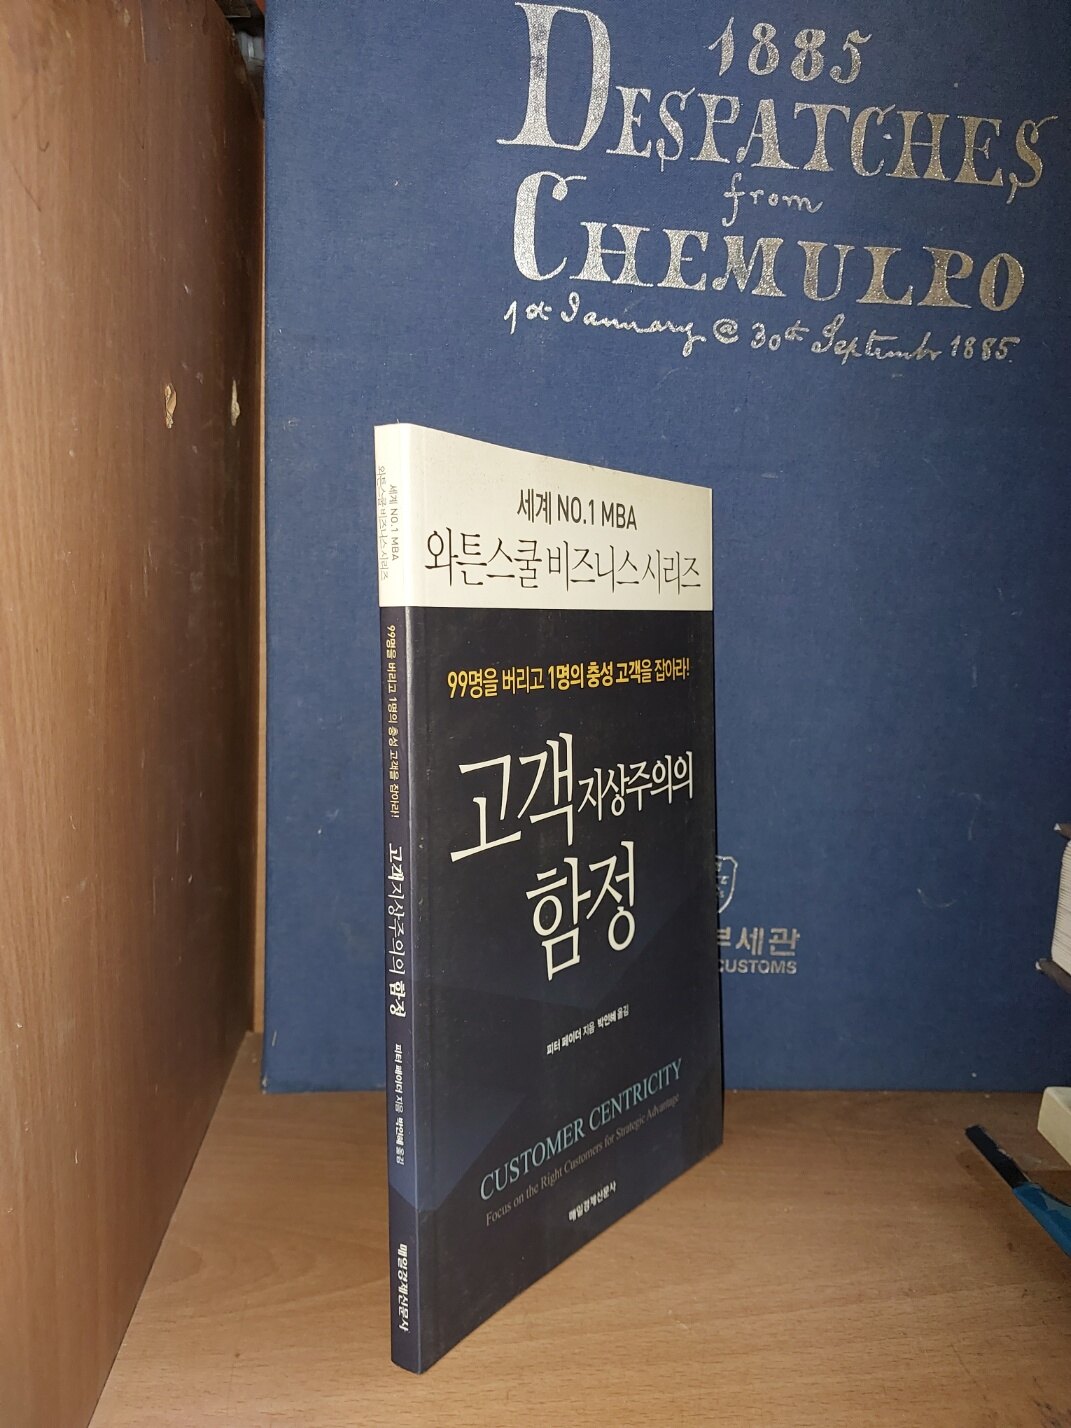 1885
DESPATCHES
from
CHEMULPO
1st January @ 30th September 1885.
세계 NO.1 MBA
와튼스쿨 비즈니스 시리즈
99명을 버리고 1명의 충성 고객을 잡아라!
고객 지상주의의
함정
피터 페이더 지음 박인혜 옮김
CUSTOMER CENTRICITY
Focus on the Right Customers for Strategic Advantage
매일경제신문사
세계 NO.1 MBA
와튼스쿨 비즈니스 시리즈
99명을 버리고 1명의 충성 고객을 잡아라!
고객 지상주의의 함정
피터 페이더 지음 박인혜 옮김
매일경제신문사
세관
CUSTOMS